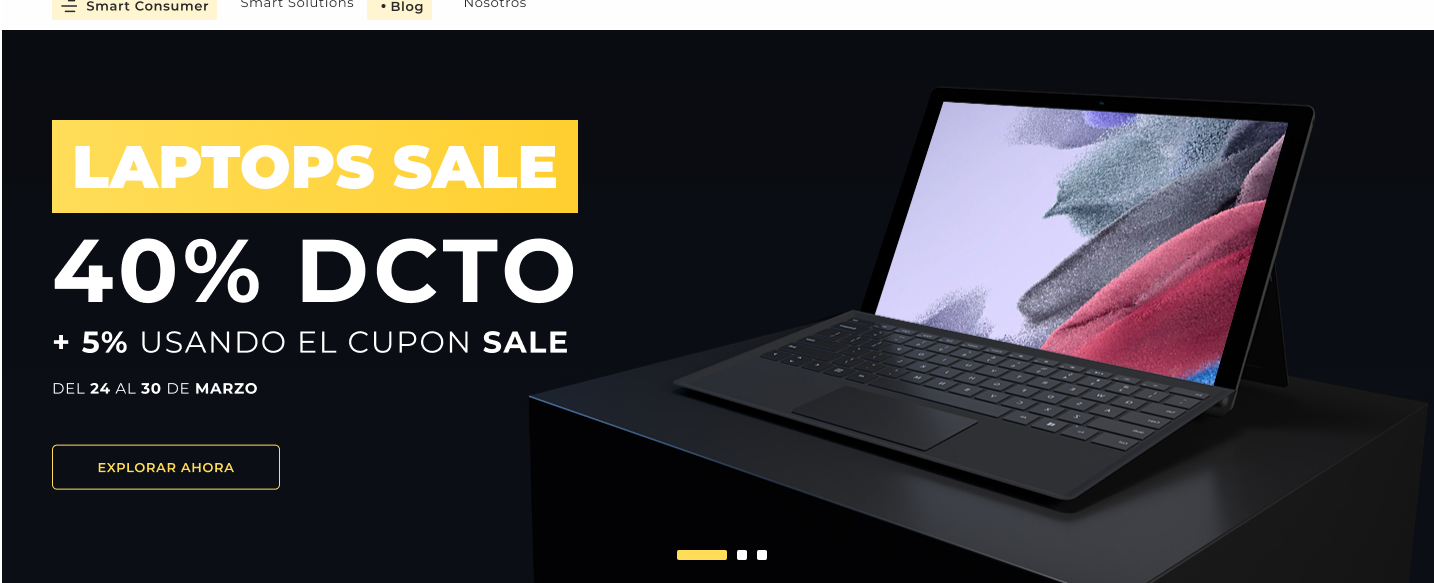 Smart Consumer Smart Solutions • Blog Nosotros
LAPTOPS SALE
40% DCTO
+ 5% USANDO EL CUPON SALE
DEL 24 AL 30 DE MARZO
EXPLORAR AHORA